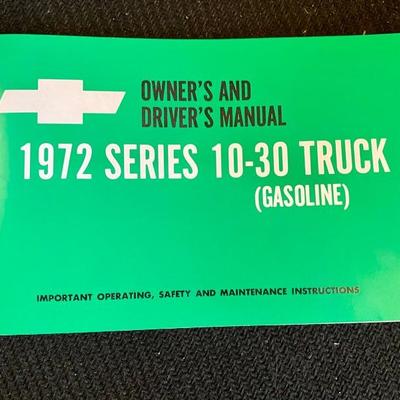 OWNER'S AND
DRIVER'S MANUAL
1972 SERIES 10-30 TRUCK
(GASOLINE)
IMPORTANT OPERATING, SAFETY AND MAINTENANCE INSTRUCTIONS